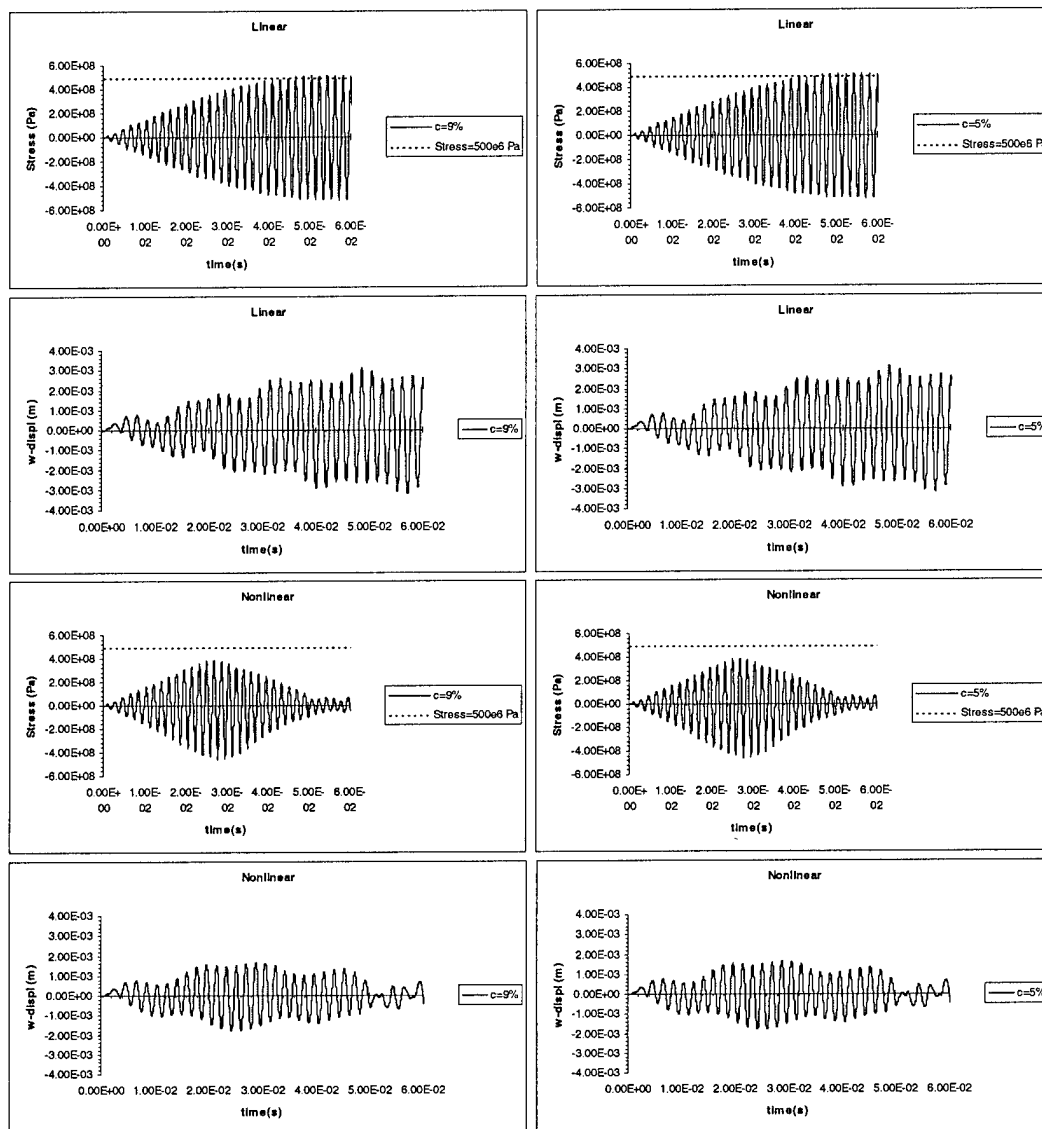 Linear
6.00E+08
4.00E+08
2.00E+08
0.00E+00
-2.00E+08
-4.00E+08
-6.00E+08
Stress (Pa)
0.00E+00 1.00E-02 2.00E-02 3.00E-02 4.00E-02 5.00E-02 6.00E-02
time(s)
c=9%
Stress=500e6 Pa
Linear
6.00E+08
4.00E+08
2.00E+08
0.00E+00
-2.00E+08
-4.00E+08
-6.00E+08
Stress (Pa)
0.00E+00 1.00E-02 2.00E-02 3.00E-02 4.00E-02 5.00E-02 6.00E-02
time(s)
c=5%
Stress=500e6 Pa
Linear
4.00E-03
3.00E-03
2.00E-03
1.00E-03
0.00E+00
-1.00E-03
-2.00E-03
-3.00E-03
-4.00E-03
w-displ (m)
0.00E+00 1.00E-02 2.00E-02 3.00E-02 4.00E-02 5.00E-02 6.00E-02
time(s)
c=9%
Linear
4.00E-03
3.00E-03
2.00E-03
1.00E-03
0.00E+00
-1.00E-03
-2.00E-03
-3.00E-03
-4.00E-03
w-displ (m)
0.00E+00 1.00E-02 2.00E-02 3.00E-02 4.00E-02 5.00E-02 6.00E-02
time(s)
c=5%
Nonlinear
6.00E+08
4.00E+08
2.00E+08
0.00E+00
-2.00E+08
-4.00E+08
-6.00E+08
Stress (Pa)
0.00E+00 1.00E-02 2.00E-02 3.00E-02 4.00E-02 5.00E-02 6.00E-02
time(s)
c=9%
Stress=500e6 Pa
Nonlinear
6.00E+08
4.00E+08
2.00E+08
0.00E+00
-2.00E+08
-4.00E+08
-6.00E+08
Stress (Pa)
0.00E+00 1.00E-02 2.00E-02 3.00E-02 4.00E-02 5.00E-02 6.00E-02
time(s)
c=5%
Stress=500e6 Pa
Nonlinear
4.00E-03
3.00E-03
2.00E-03
1.00E-03
0.00E+00
-1.00E-03
-2.00E-03
-3.00E-03
-4.00E-03
w-displ (m)
0.00E+00 1.00E-02 2.00E-02 3.00E-02 4.00E-02 5.00E-02 6.00E-02
time(s)
c=9%
Nonlinear
4.00E-03
3.00E-03
2.00E-03
1.00E-03
0.00E+00
-1.00E-03
-2.00E-03
-3.00E-03
-4.00E-03
w-displ (m)
0.00E+00 1.00E-02 2.00E-02 3.00E-02 4.00E-02 5.00E-02 6.00E-02
time(s)
c=5%